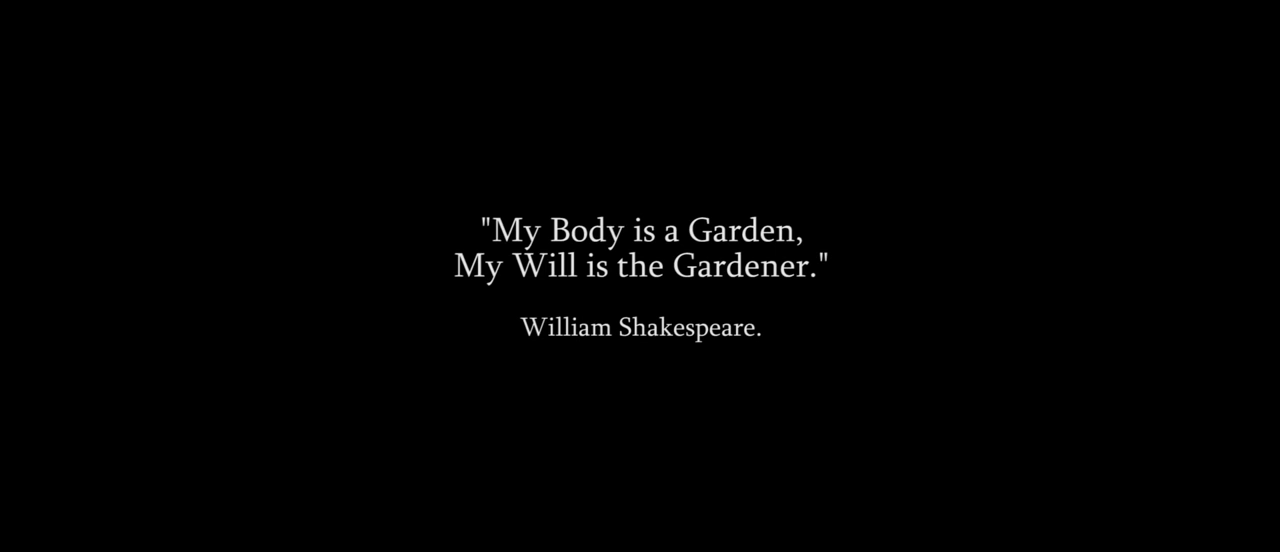 "My Body is a Garden,
My Will is the Gardener."
William Shakespeare.